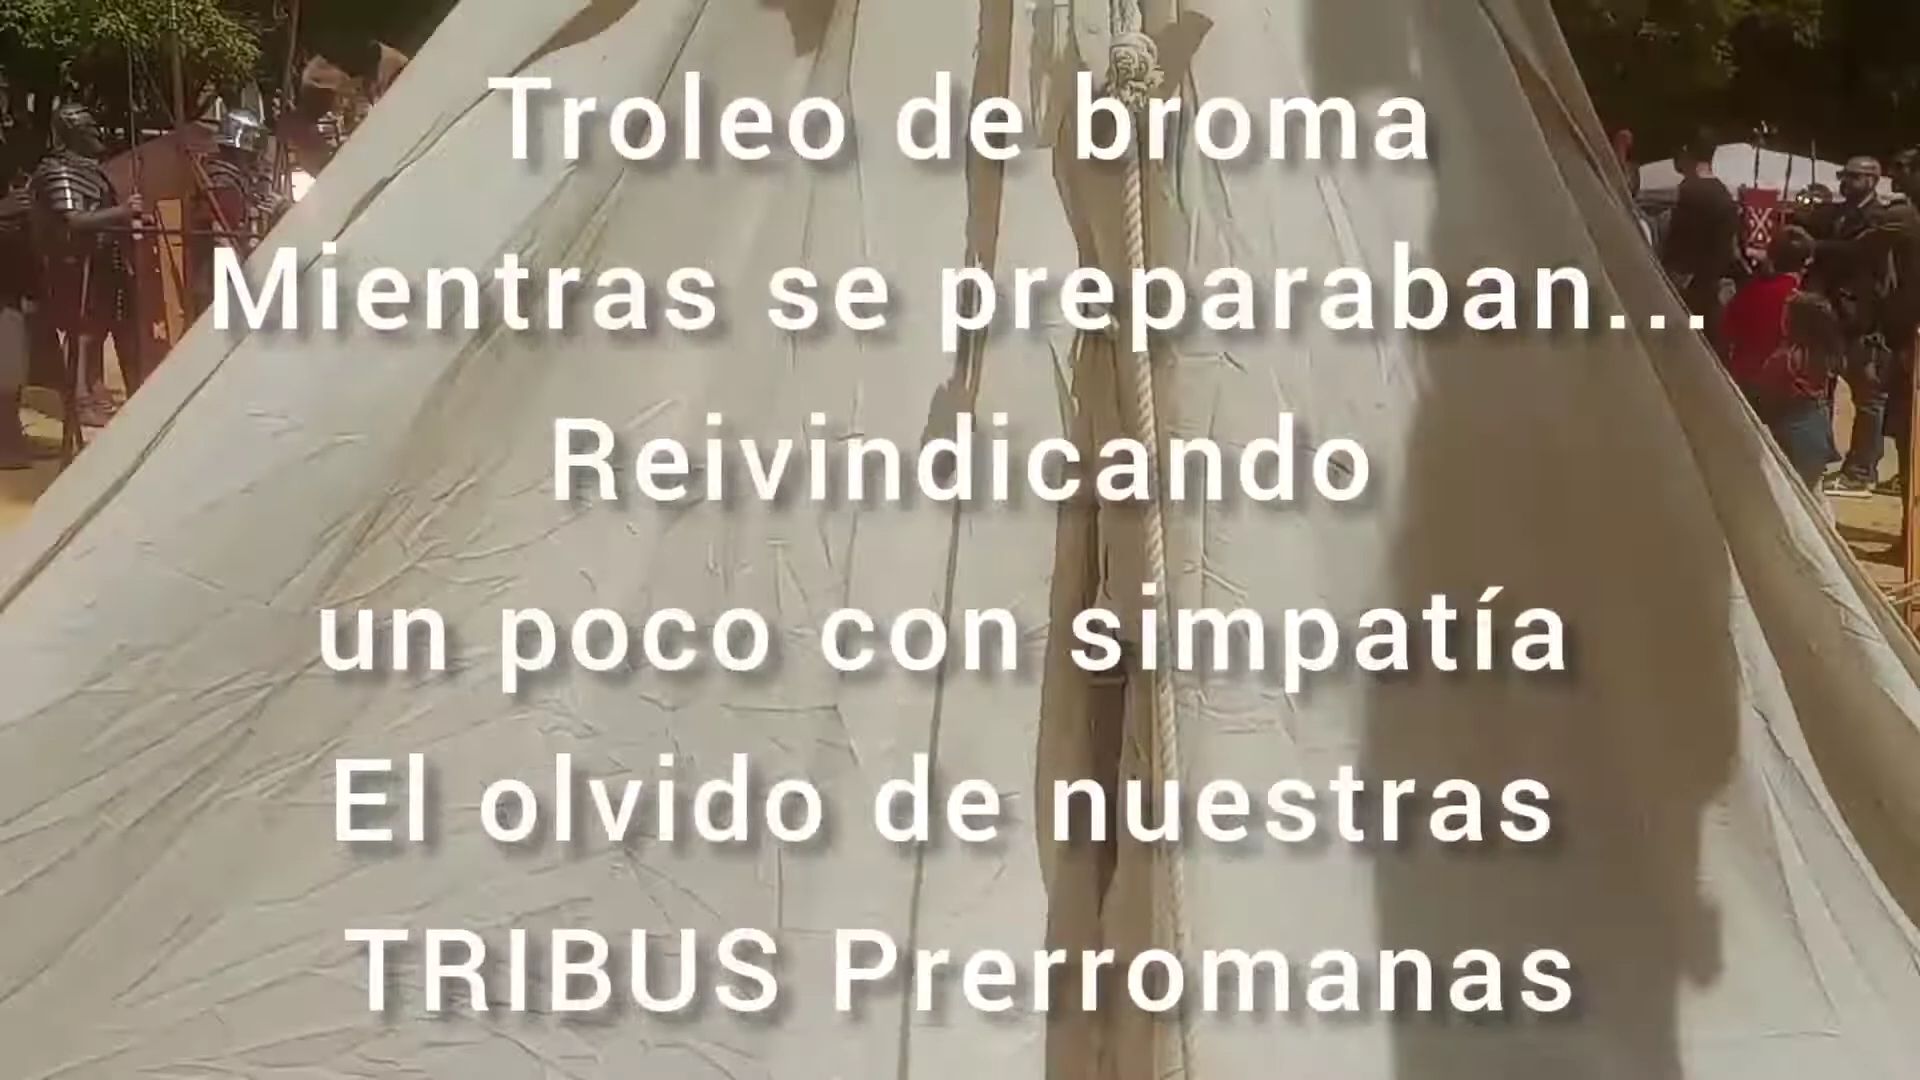 Troleo de broma
Mientras se preparaban...
Reivindicando
un poco con simpatía
El olvido de nuestras
TRIBUS Prerromanas